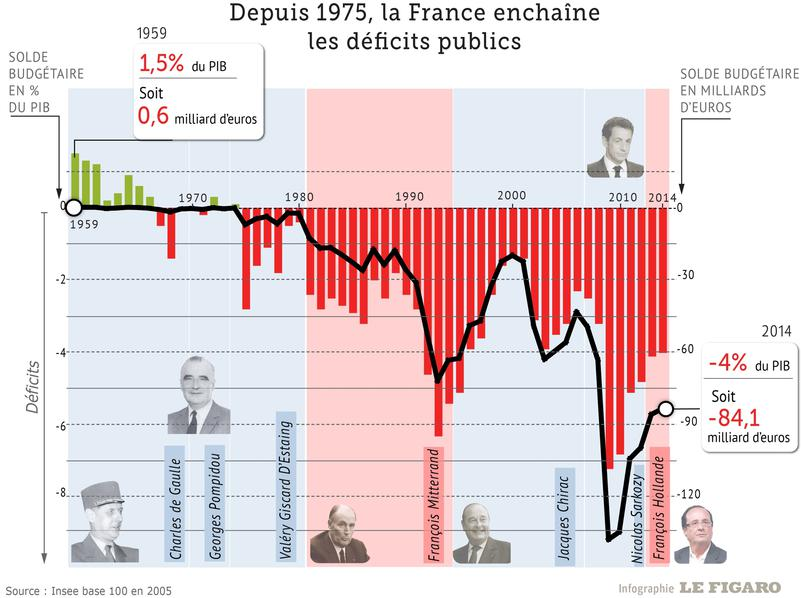 Depuis 1975, la France enchaîne
les déficits publics
1959
1,5% du PIB
Soit
0,6 milliard d'euros
SOLDE
BUDGÉTAIRE
EN %
DU PIB
SOLDE BUDGÉTAIRE
EN MILLIARDS
D'EUROS
1970
1980
1990
2000
2010
2014
0
1959
-0
-2
-30
-4
-60
-6
-90
-8
-120
Déficits
2014
-4% du PIB
Soit
-84,1
milliard d'euros
Charles de Gaulle
Georges Pompidou
Valéry Giscard D'Estaing
François Mitterrand
Jacques Chirac
Nicolas Sarkozy
François Hollande
Source : Insee base 100 en 2005
Infographie LE FIGARO